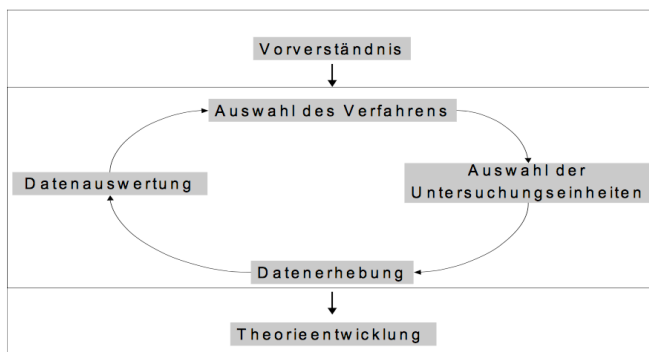 Vorverständnis
Auswahl des Verfahrens
Auswahl der
Untersuchungseinheiten
Datenauswertung
Datenerhebung
Theorieentwicklung